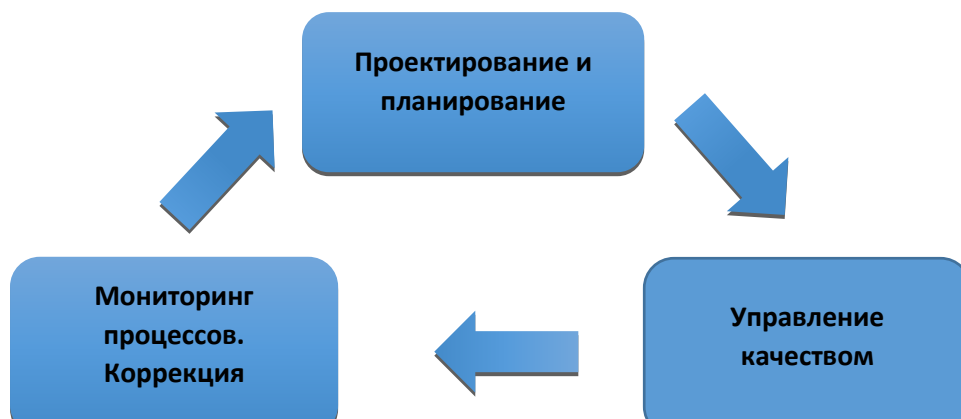 Проектирование и
планирование
Мониторинг
процессов.
Коррекция
Управление
качеством